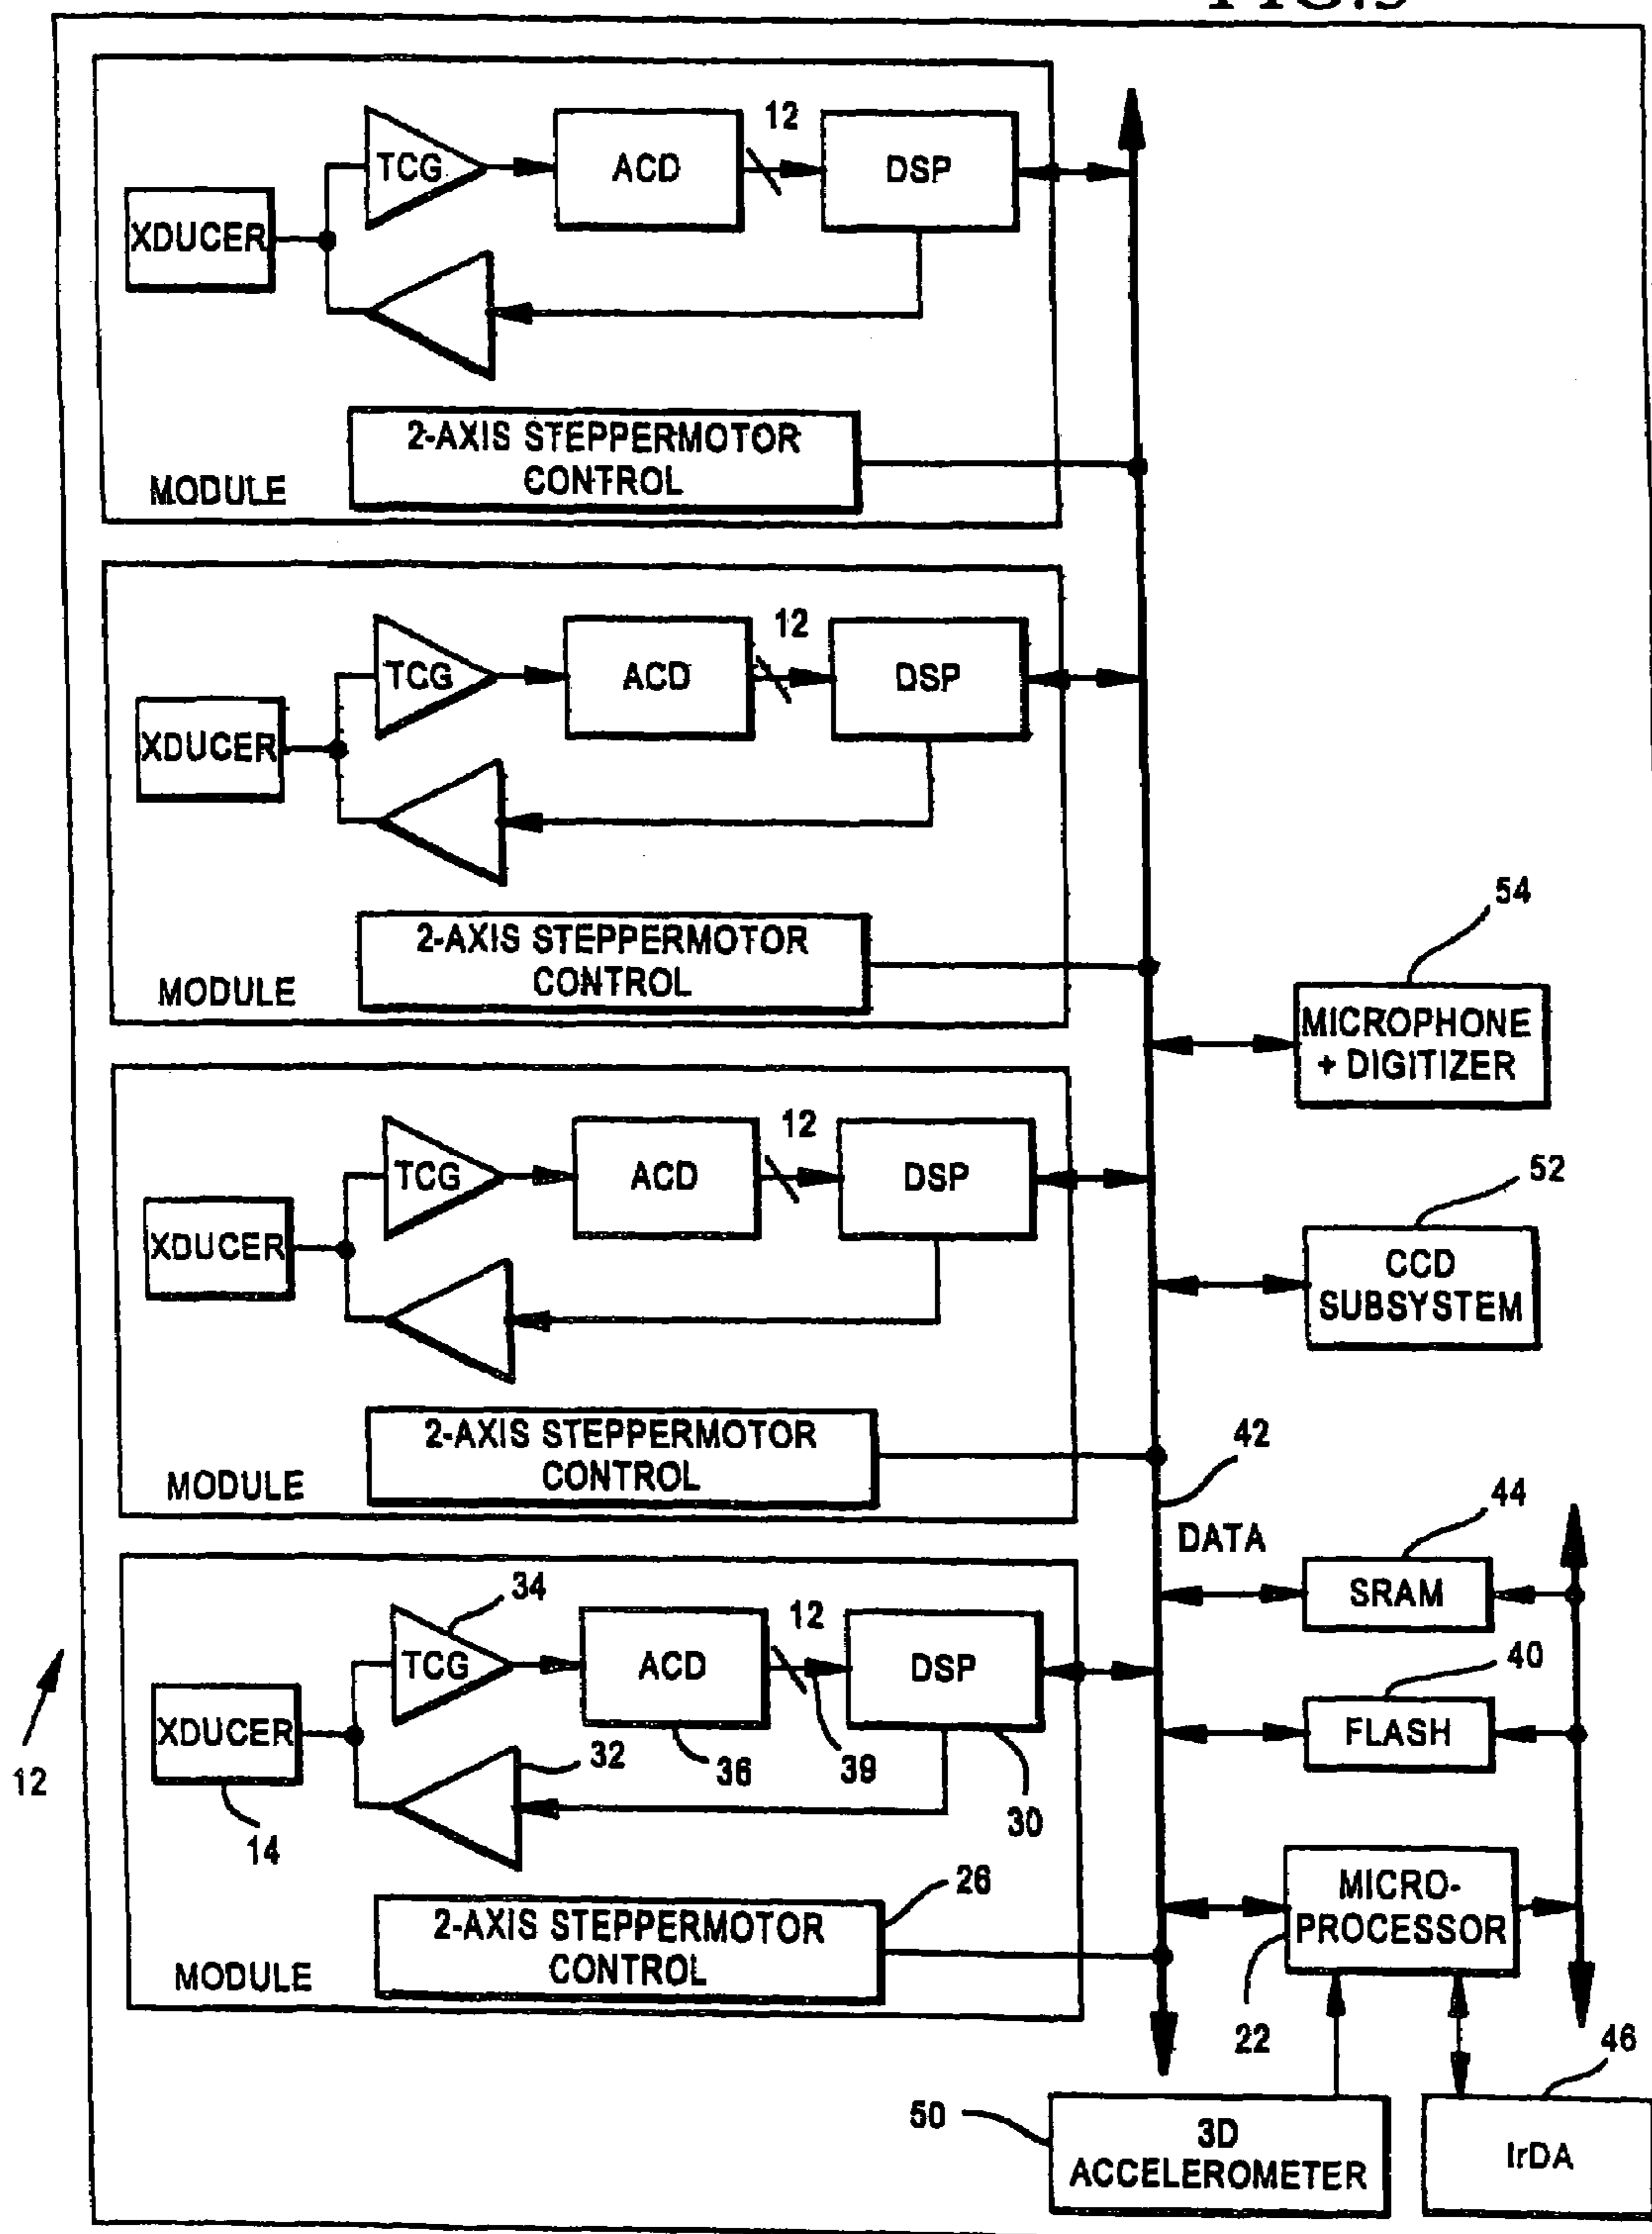 TCG
ACD
12
DSP
XDUCER
2-AXIS STEPPERMOTOR
CONTROL
MODULE
TCG
ACD
12
DSP
XDUCER
2-AXIS STEPPERMOTOR
CONTROL
MODULE
54
MICROPHONE
+ DIGITIZER
TCG
ACD
12
DSP
XDUCER
52
CCD
SUBSYSTEM
2-AXIS STEPPERMOTOR
CONTROL
MODULE
42
DATA
44
SRAM
34
TCG
ACD
12
DSP
XDUCER
14
32
36
39
30
40
FLASH
12
26
2-AXIS STEPPERMOTOR
CONTROL
MODULE
MICRO-
PROCESSOR
22
46
50
3D
ACCELEROMETER
IrDA